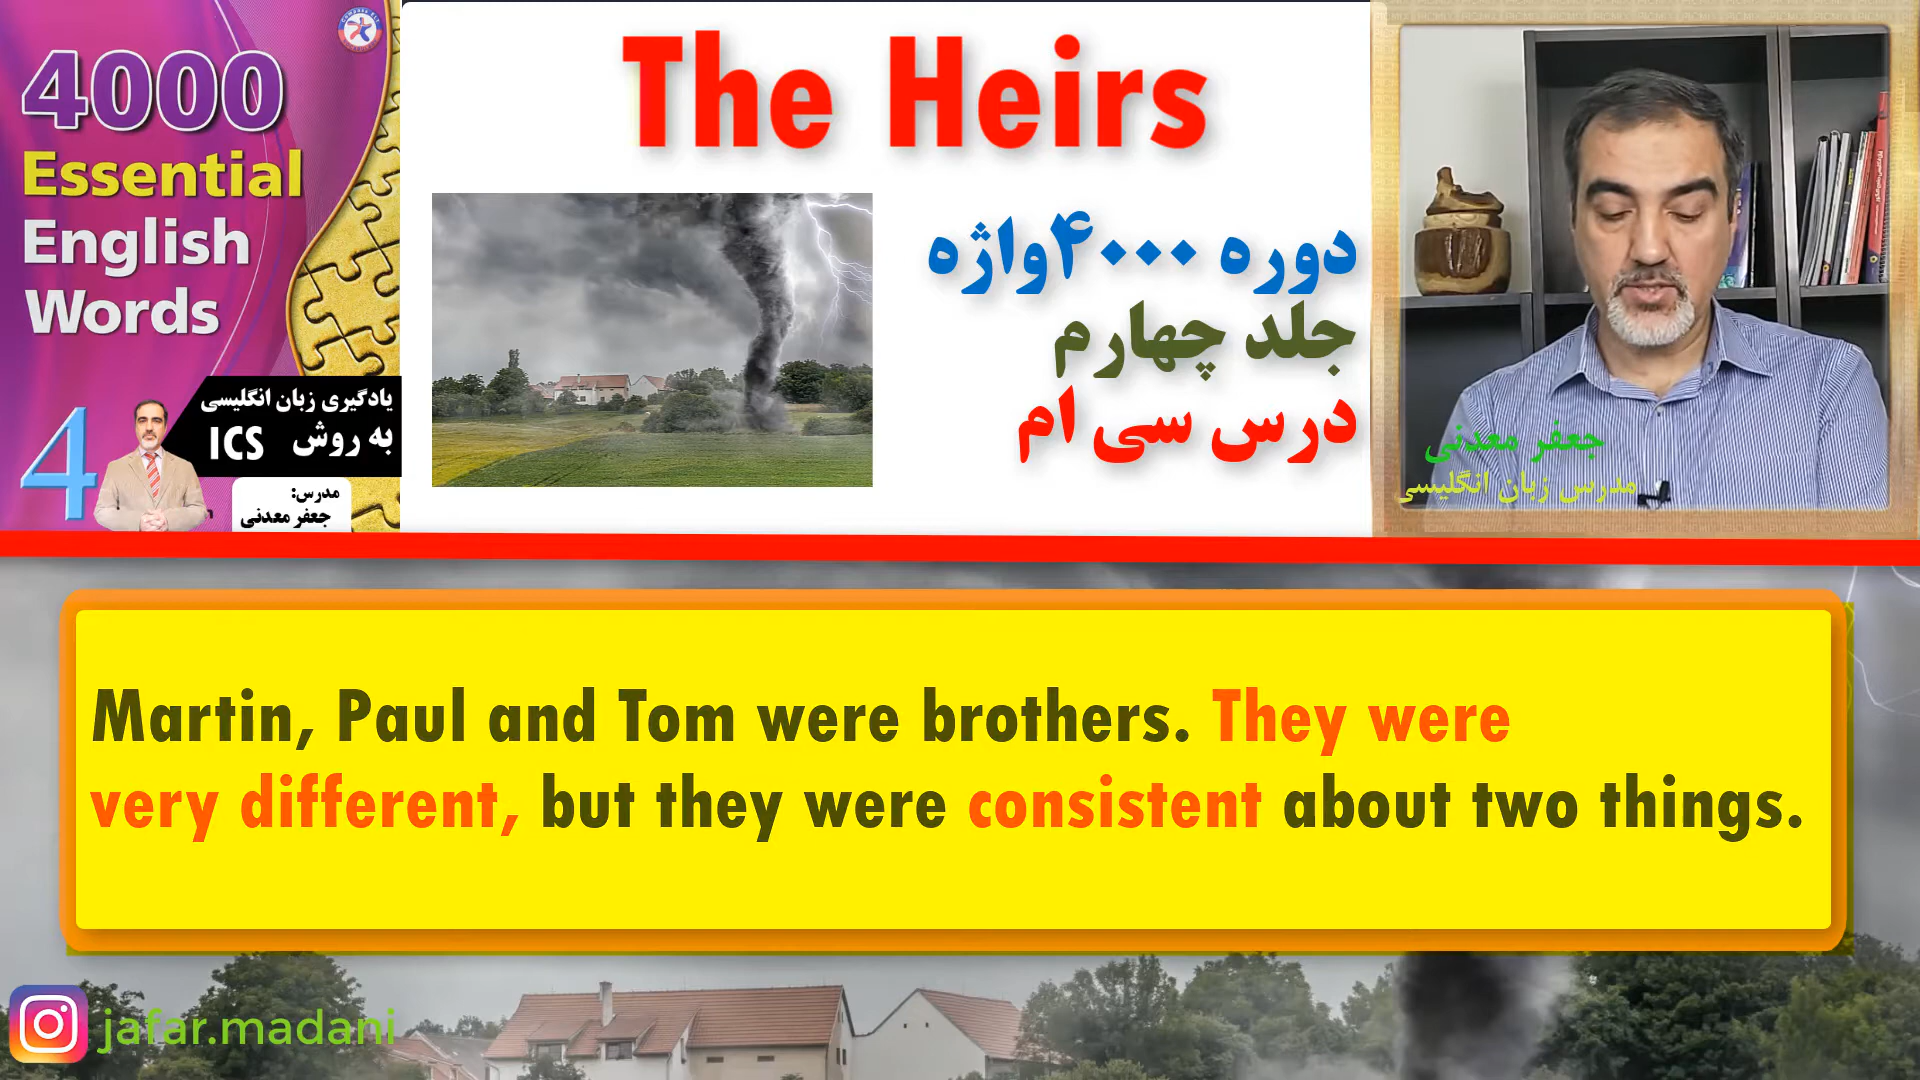 4000
Essential
English
Words
4
یادگیری زبان انگلیسی
به روش ICS
مدرس:
جعفر معدنی
The Heirs
دوره ۴۰۰۰واژه
جلد چهارم
درس سی ام
جعفر معدنی
مدرس زبان انگلیسی
Martin, Paul and Tom were brothers. They were
very different, but they were consistent about two things.
jafar.madani